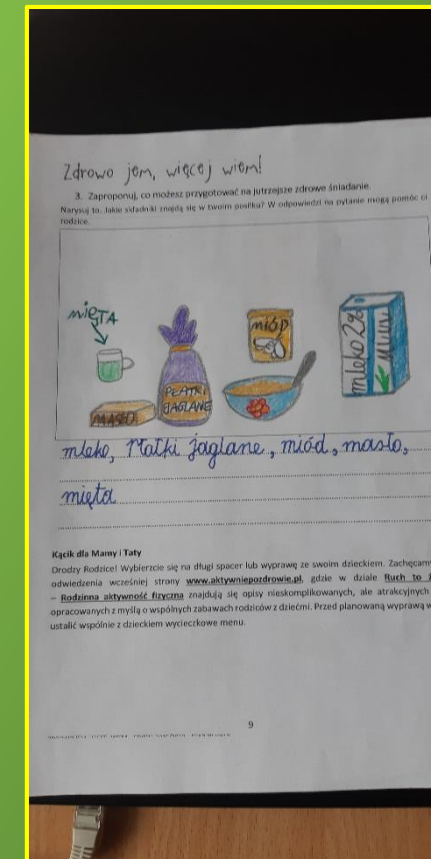 Zdrowo jem, więcej wiem!
3. Zaproponuj, co możesz przygotować na jutrzejsze zdrowe śniadanie.
Narysuj to. Jakie składniki znajdą się w twoim posiłku? W odpowiedzi na pytanie mogą pomóc ci
rodzice.
MIĘTA
MIÓD
mleko 2%
PŁATKI
JAGLANE
MASŁO
mleko, Płatki jaglane, miód, masło,
mięta
Kącik dla Mamy i Taty
Drodzy Rodzice! Wybierzcie się na długi spacer lub wyprawę ze swoim dzieckiem. Zachęcamy
odwiedzenia wcześniej strony www.aktywniepozdrowie.pl, gdzie w dziale Ruch to
– Rodzinna aktywność fizyczna znajdują się opisy nieskomplikowanych, ale atrakcyjnych
opracowanych z myślą o wspólnych zabawach rodziców z dziećmi. Przed planowaną wyprawą
ustalić wspólnie z dzieckiem wycieczkowe menu.
9